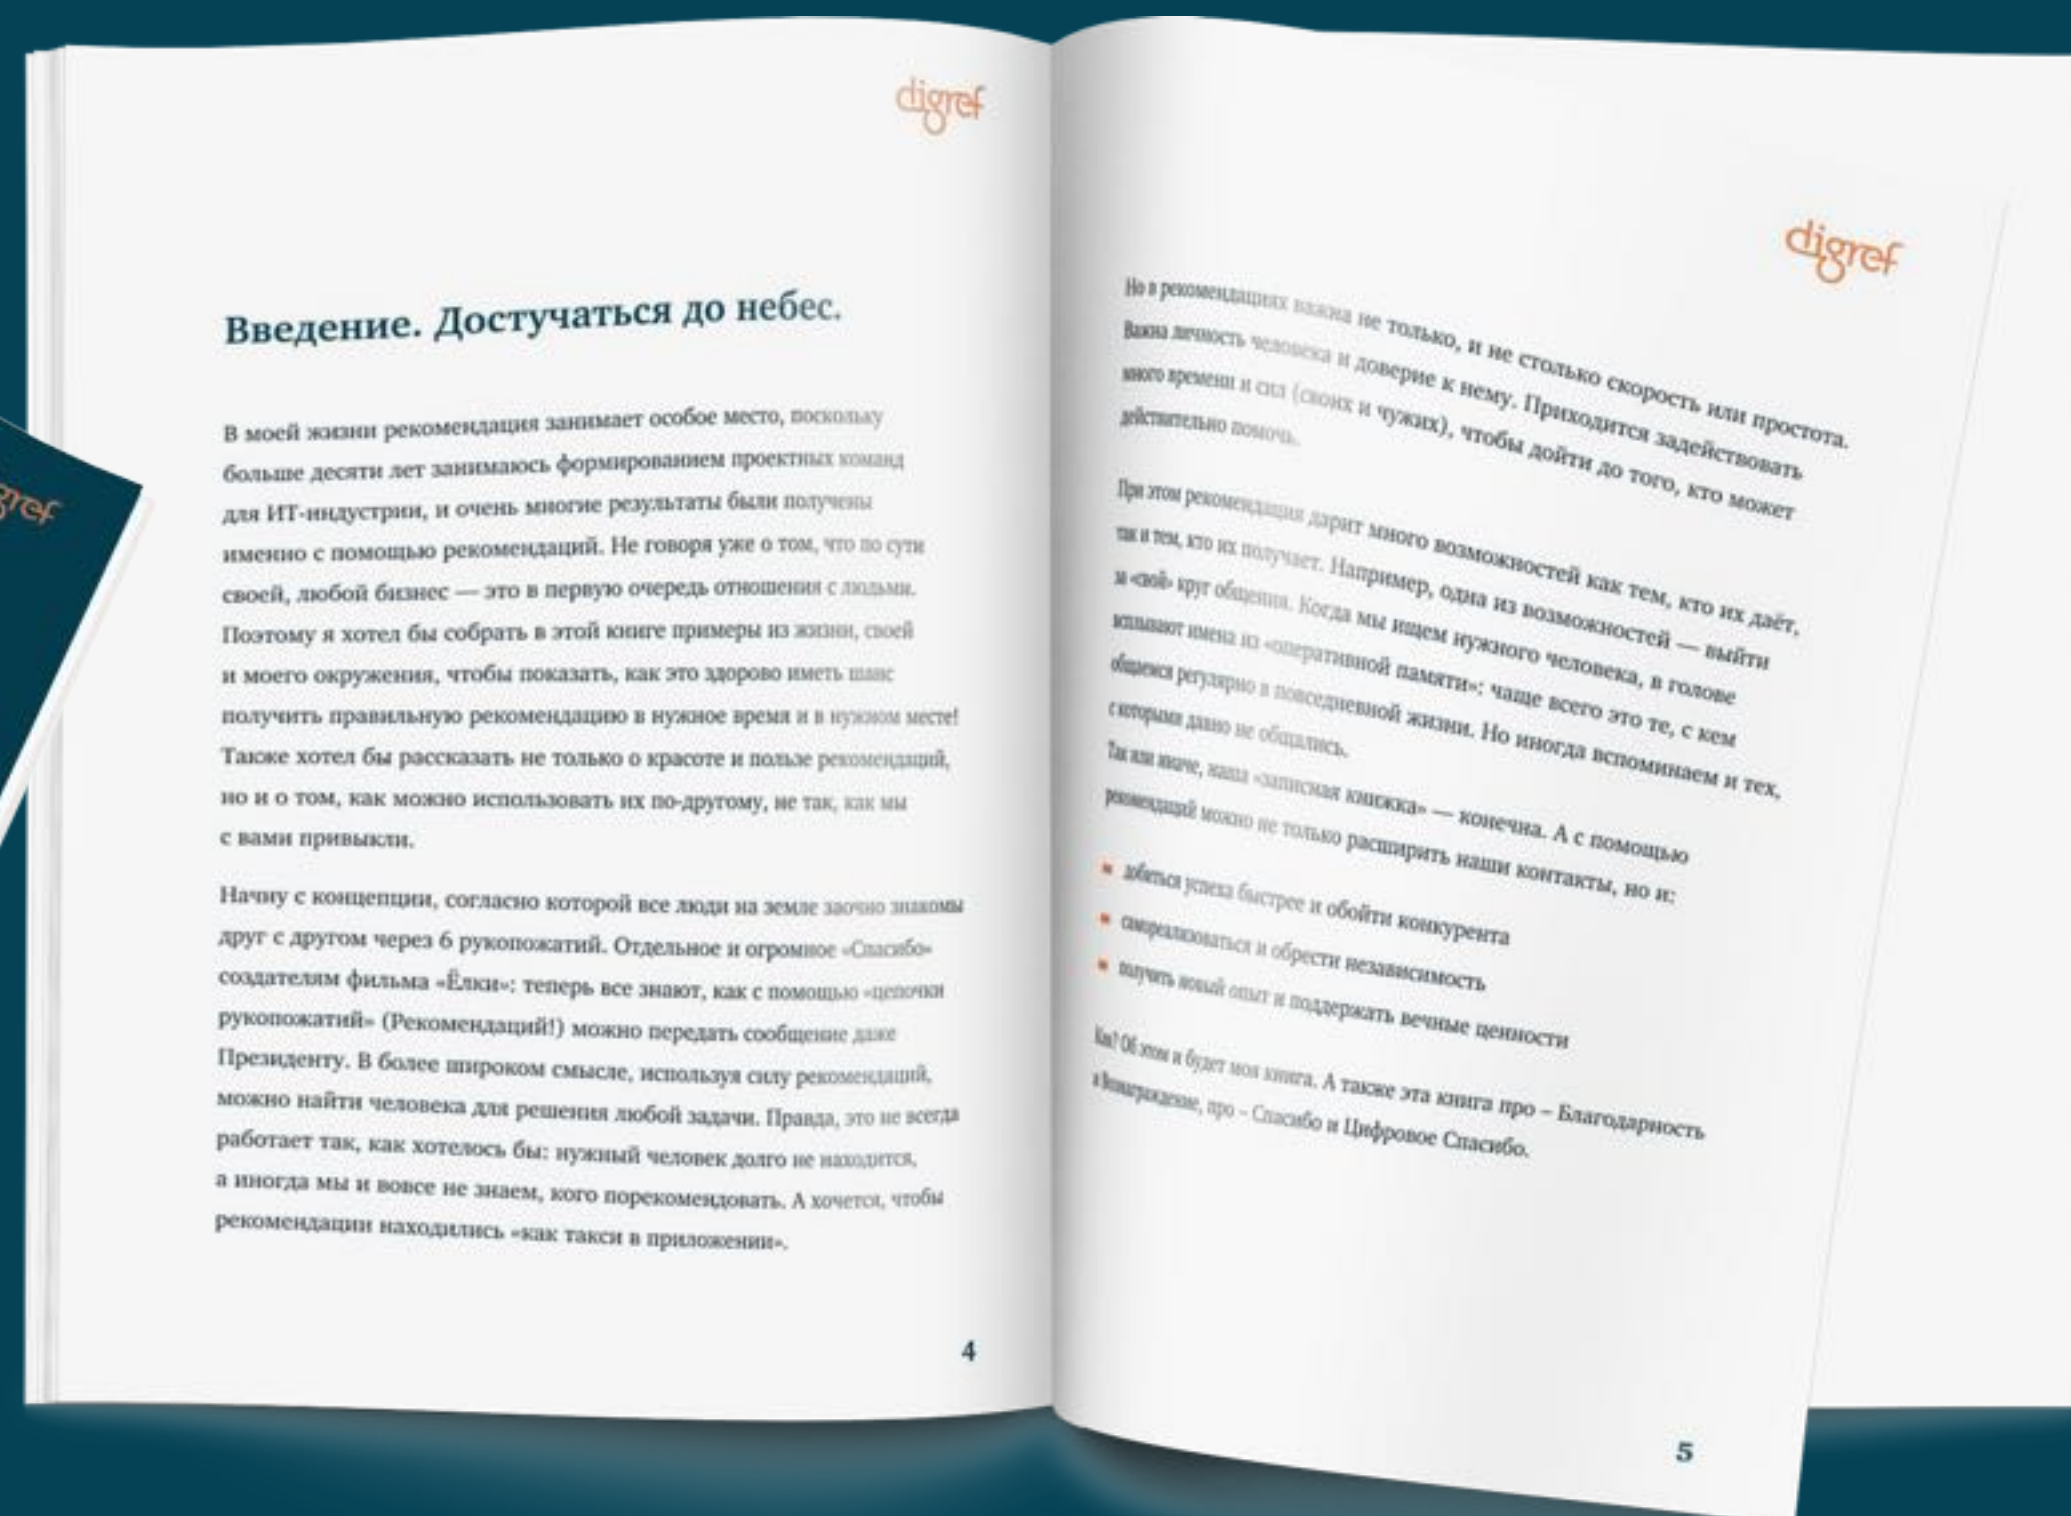 digref
Введение. Достучаться до небес.
В моей жизни рекомендация занимает особое место, поскольку
больше десяти лет занимаюсь формированием проектных команд
для ИТ-индустрии, и очень многие результаты были получены
именно с помощью рекомендаций. Не говоря уже о том, что по сути
своей, любой бизнес — это в первую очередь отношения с людьми.
Поэтому я хотел бы собрать в этой книге примеры из жизни, своей
и моего окружения, чтобы показать, как это здорово иметь шанс
получить правильную рекомендацию в нужное время и в нужном месте!
Также хотел бы рассказать не только о красоте и пользе рекомендаций,
но и о том, как можно использовать их по-другому, не так, как мы
с вами привыкли.
Начну с концепции, согласно которой все люди на земле заочно знакомы
друг с другом через 6 рукопожатий. Отдельное и огромное «Спасибо»
создателям фильма «Ёлки»: теперь все знают, как с помощью «цепочки
рукопожатий» (Рекомендаций!) можно передать сообщение даже
Президенту. В более широком смысле, используя силу рекомендаций,
можно найти человека для решения любой задачи. Правда, это не всегда
работает так, как хотелось бы: нужный человек долго не находится,
а иногда мы и вовсе не знаем, кого порекомендовать. А хочется, чтобы
рекомендации находились «как такси в приложении».
4
digref
Но в рекомендациях важна не только, и не столько скорость или простота.
Важна личность человека и доверие к нему. Приходится задействовать
много времени и сил (своих и чужих), чтобы дойти до того, кто может
действительно помочь.
При этом рекомендация дарит много возможностей как тем, кто их даёт,
так и тем, кто их получает. Например, одна из возможностей — выйти
за «свой» круг общения. Когда мы ищем нужного человека, в голове
всплывают имена из «оперативной памяти»: чаще всего это те, с кем
общаемся регулярно в повседневной жизни. Но иногда вспоминаем и тех,
с которыми давно не общались.
Так или иначе, наша «записная книжка» — конечна. А с помощью
рекомендаций можно не только расширить наши контакты, но и:
добиться успеха быстрее и обойти конкурента
самореализоваться и обрести независимость
получить новый опыт и поддержать вечные ценности
Как? Об этом и будет моя книга. А также эта книга про – Благодарность
и Вознаграждение, про – Спасибо и Цифровое Спасибо.
5